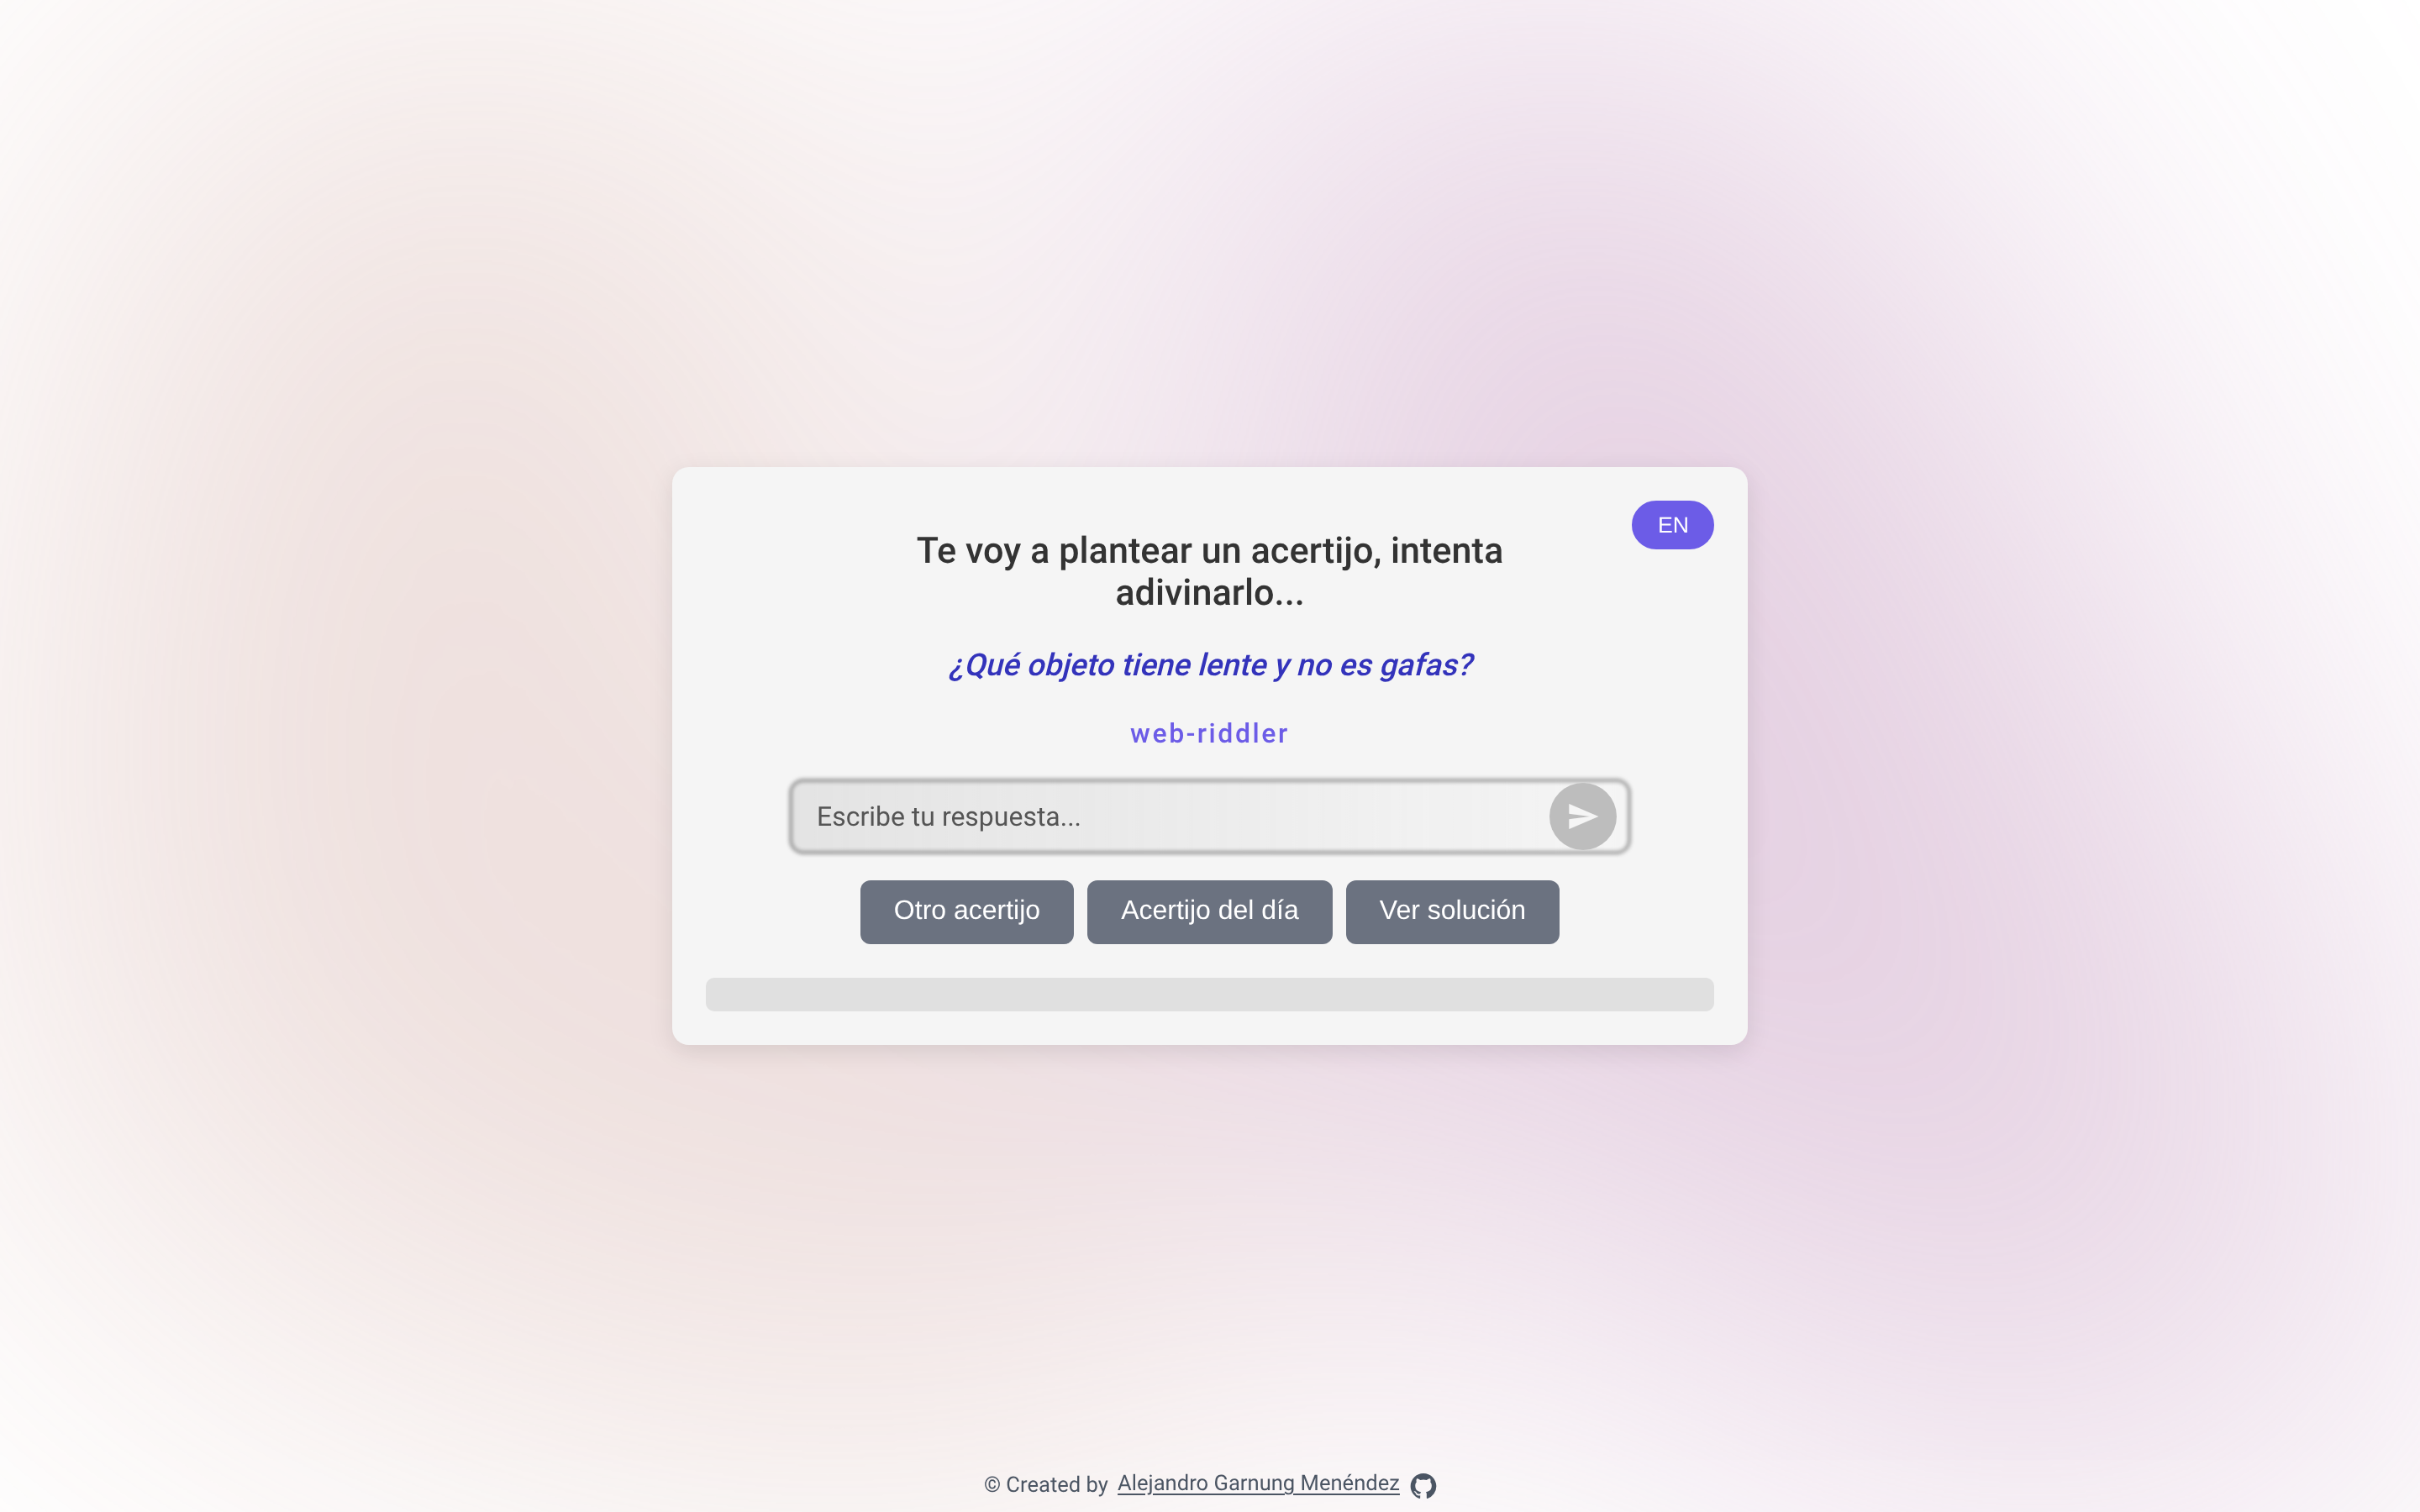 EN
Te voy a plantear un acertijo, intenta
adivinarlo...
¿Qué objeto tiene lente y no es gafas?
web-riddler
Escribe tu respuesta...
Otro acertijo Acertijo del día Ver solución
© Created by Alejandro Garnung Menéndez